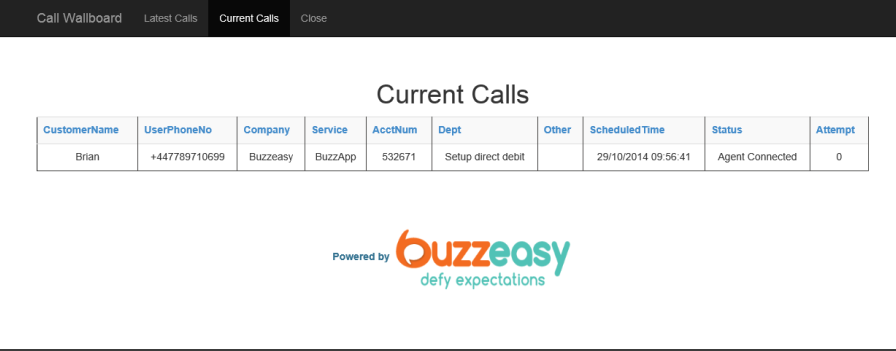 Call Wallboard Latest Calls Current Calls Close
Current Calls
CustomerName UserPhoneNo Company Service AcctNum Dept Other ScheduledTime Status Attempt
Brian +447789710699 Buzzeasy BuzzApp 532671 Setup direct debit 29/10/2014 09:56:41 Agent Connected 0
Powered by buzzeasy
defy expectations